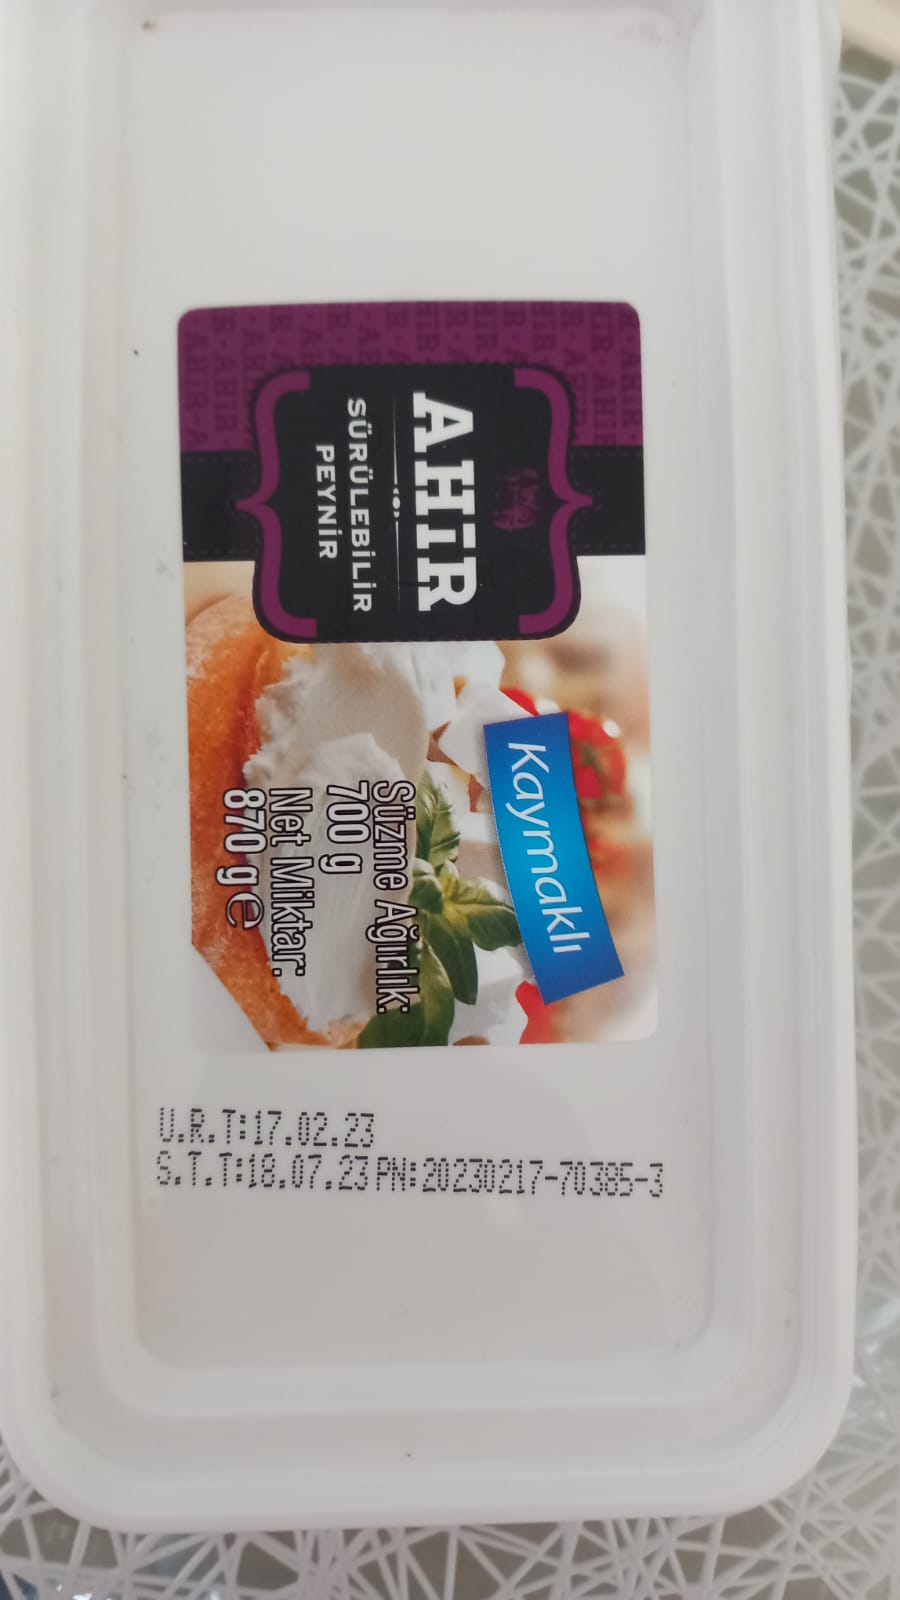 AHIR
SÜRÜLEBİLİR
PEYNİR
Kaymaklı
Süzme Ağırlık:
700 g
Net Miktar:
870 g e
U.R.T:17.02.23
S.T.T:18.07.23 PN:20230217-70385-3